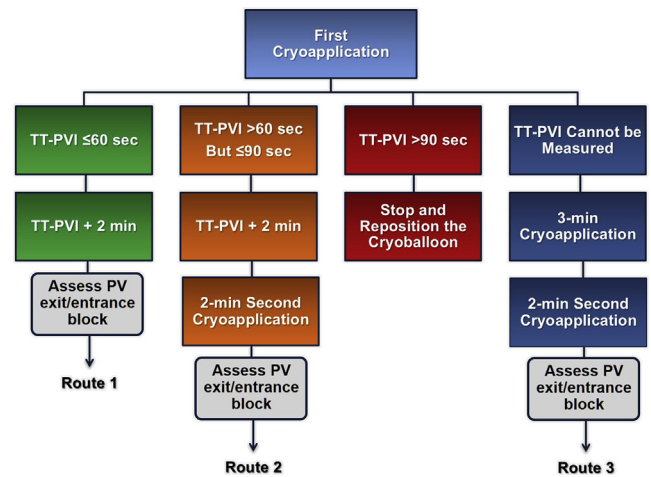 First
Cryoapplication
TT-PVI ≤60 sec
TT-PVI >60 sec
But ≤90 sec
TT-PVI >90 sec
TT-PVI Cannot be
Measured
TT-PVI + 2 min
TT-PVI + 2 min
Stop and
Reposition the
Cryoballoon
3-min
Cryoapplication
Assess PV
exit/entrance
block
2-min Second
Cryoapplication
2-min Second
Cryoapplication
Route 1
Assess PV
exit/entrance
block
Assess PV
exit/entrance
block
Route 2
Route 3